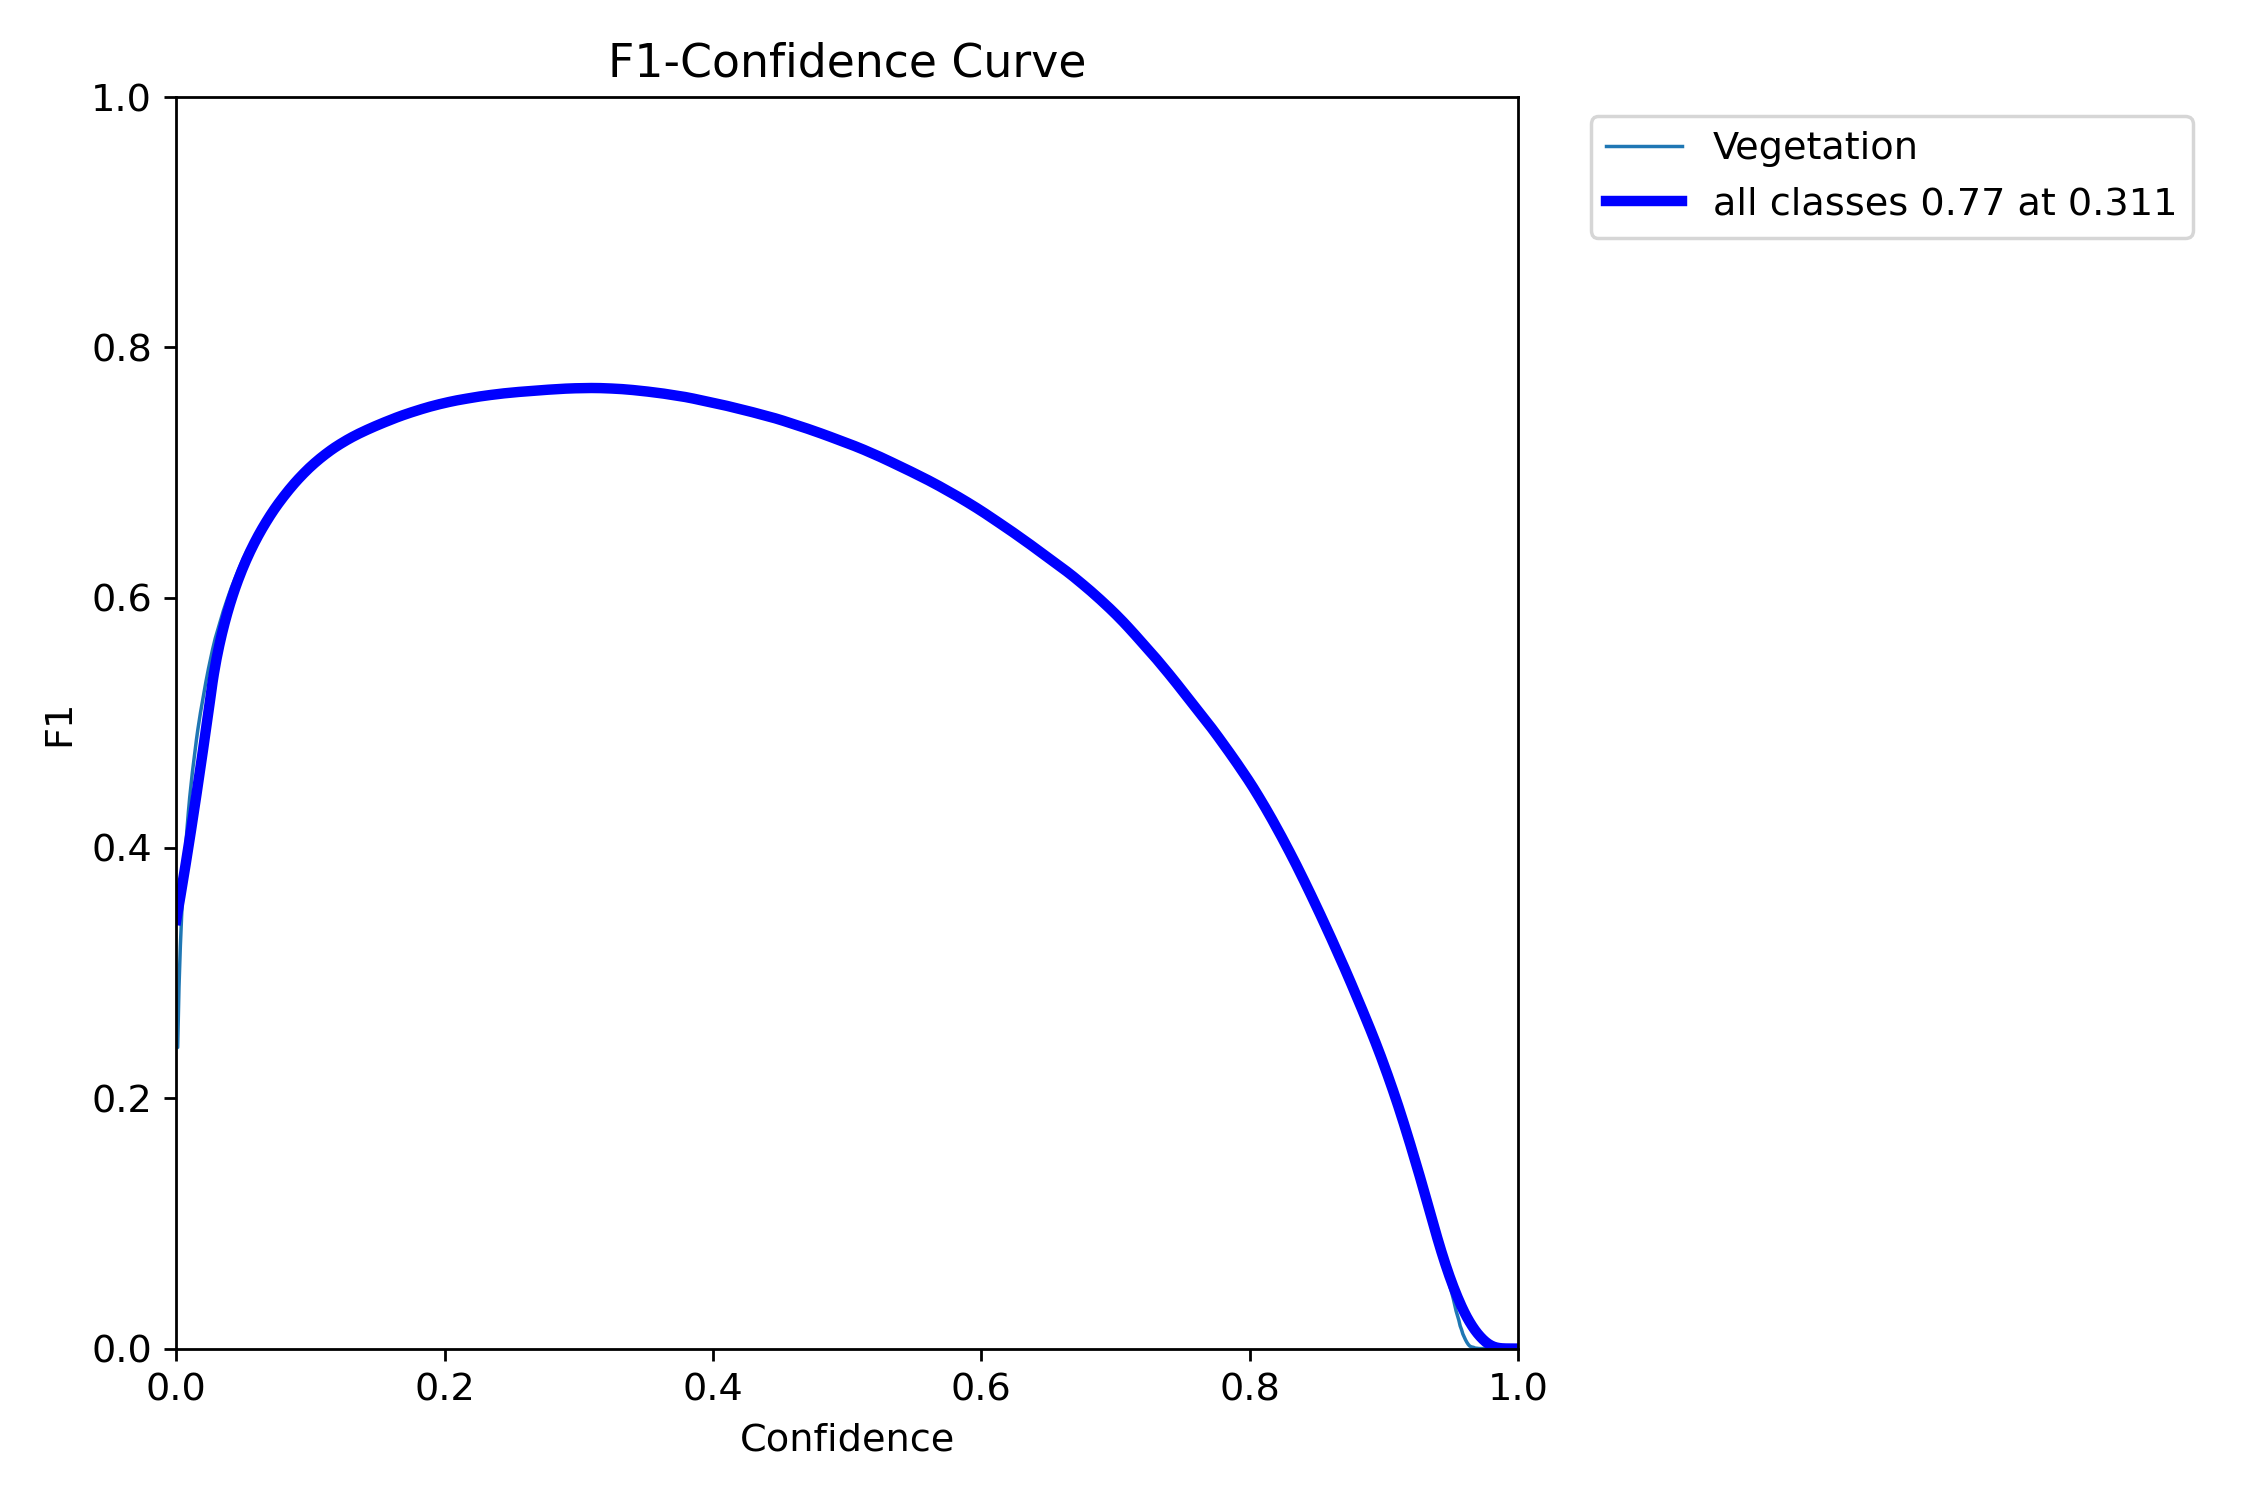 F1-Confidence Curve
1.0
0.8
0.6
0.4
0.2
0.0
F1
0.0 0.2 0.4 0.6 0.8 1.0
Confidence
Vegetation
all classes 0.77 at 0.311